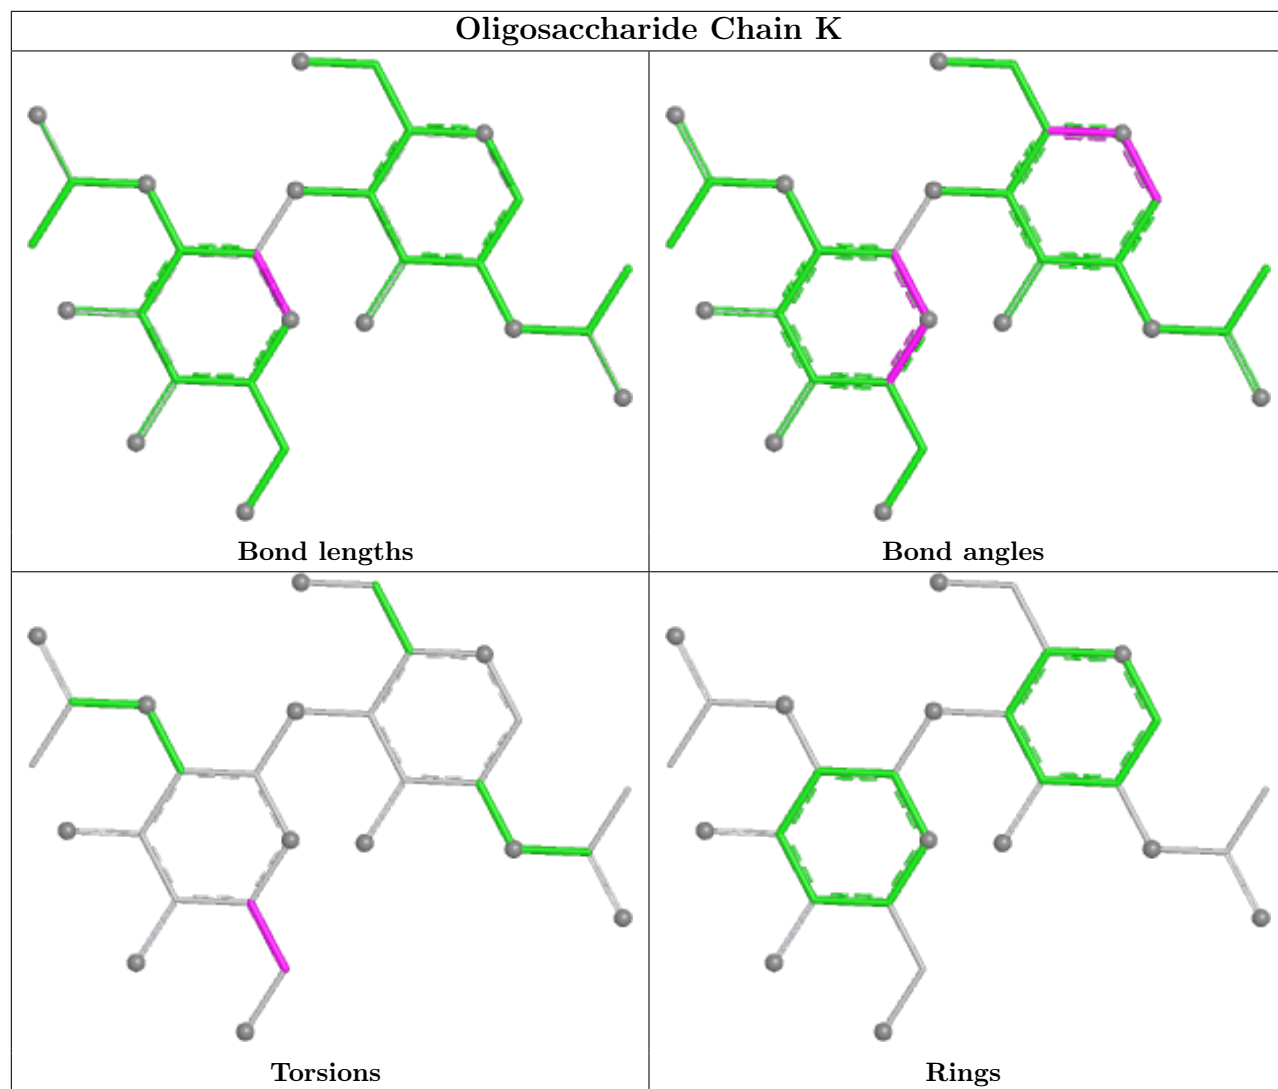 Oligosaccharide Chain K
Bond lengths
Bond angles
Torsions
Rings